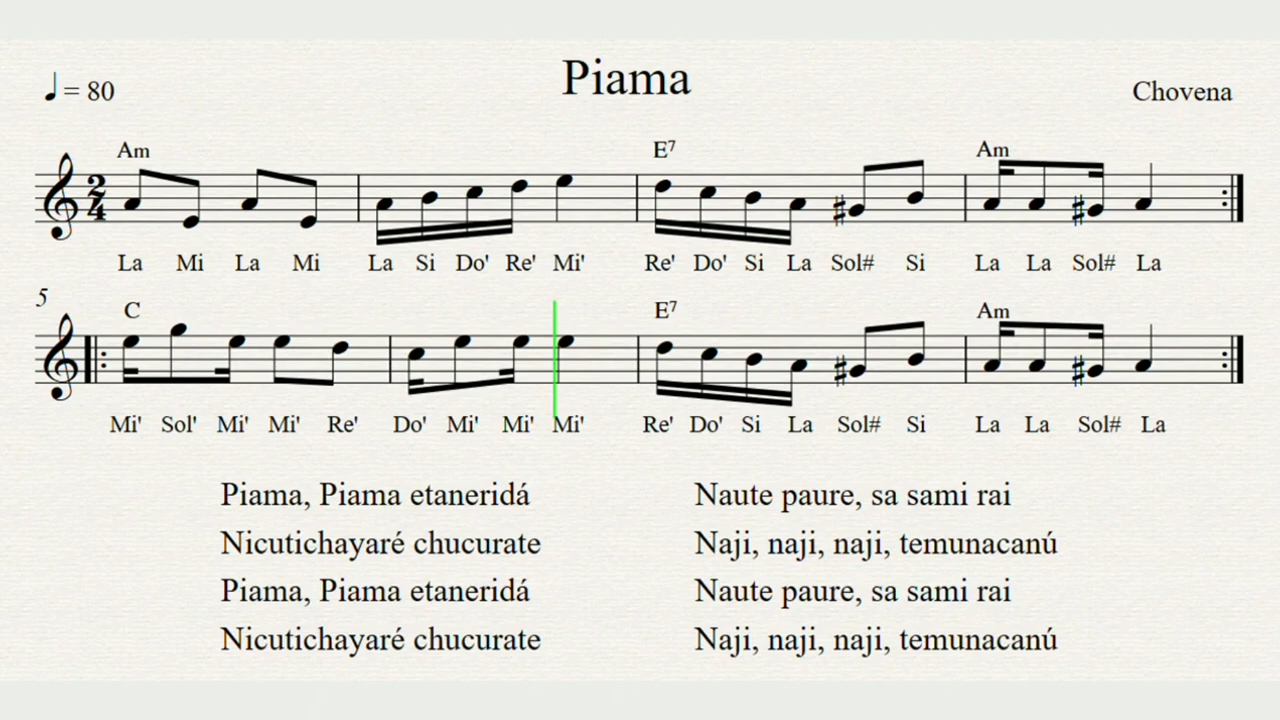 Piama
♩ = 80
Chovena
Am E7 Am
2
4
La Mi La Mi La Si Do' Re' Mi' Re' Do' Si La Sol# Si La La Sol# La
5
C E7 Am
Mi' Sol' Mi' Mi' Re' Do' Mi' Mi' Mi' Re' Do' Si La Sol# Si La La Sol# La
Piama, Piama etaneridá
Nicutichayaré chucurate
Piama, Piama etaneridá
Nicutichayaré chucurate
Naute paure, sa sami rai
Naji, naji, naji, temunacanú
Naute paure, sa sami rai
Naji, naji, naji, temunacanú